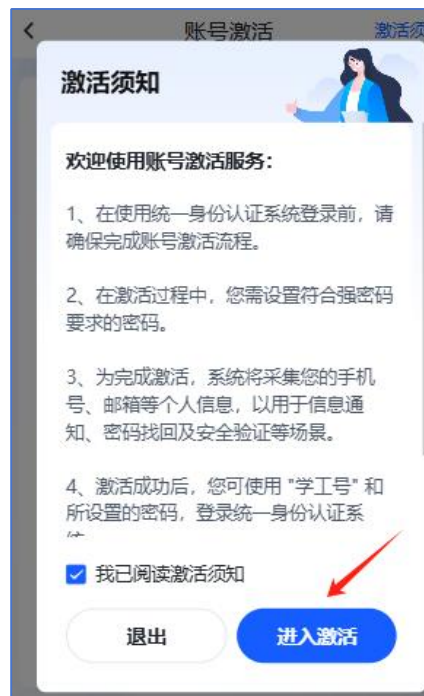 账号激活
激活须
激活须知
欢迎使用账号激活服务：
1、在使用统一身份认证系统登录前，请
确保完成账号激活流程。
2、在激活过程中，您需设置符合强密码
要求的密码。
3、为完成激活，系统将采集您的手机
号、邮箱等个人信息，以用于信息通
知、密码找回及安全验证等场景。
4、激活成功后，您可使用 "学工号" 和
所设置的密码，登录统一身份认证系
我已阅读激活须知
退出
进入激活